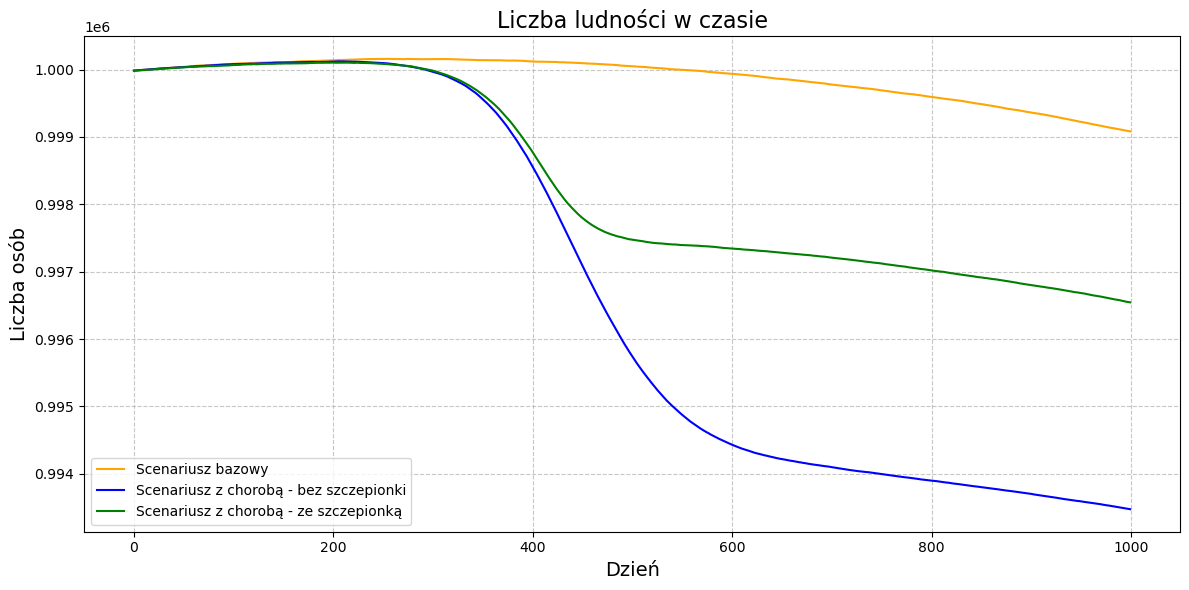 Liczba ludności w czasie
1e6
1.000
0.999
0.998
0.997
0.996
0.995
0.994
Liczba osób
Scenariusz bazowy
Scenariusz z chorobą - bez szczepionki
Scenariusz z chorobą - ze szczepionką
0 200 400 600 800 1000
Dzień